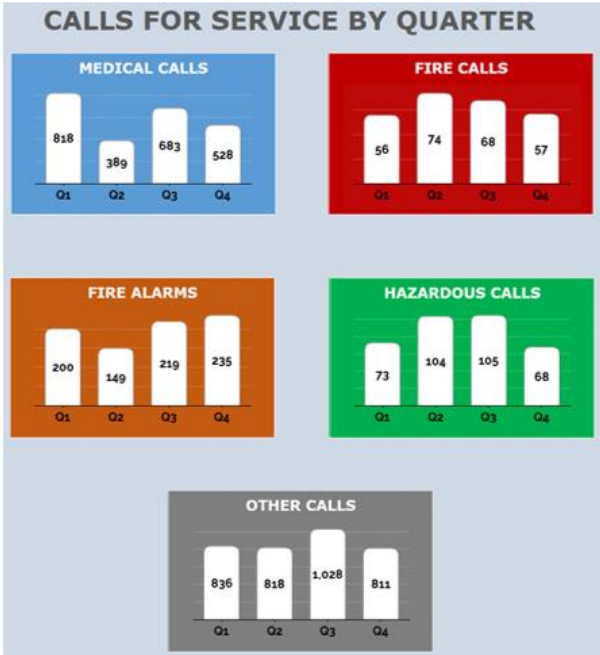 CALLS FOR SERVICE BY QUARTER
MEDICAL CALLS
818
389
683
528
Q1 Q2 Q3 Q4
FIRE CALLS
56
74
68
57
Q1 Q2 Q3 Q4
FIRE ALARMS
200
149
219
235
Q1 Q2 Q3 Q4
HAZARDOUS CALLS
73
104
105
68
Q1 Q2 Q3 Q4
OTHER CALLS
836
818
1,028
811
Q1 Q2 Q3 Q4